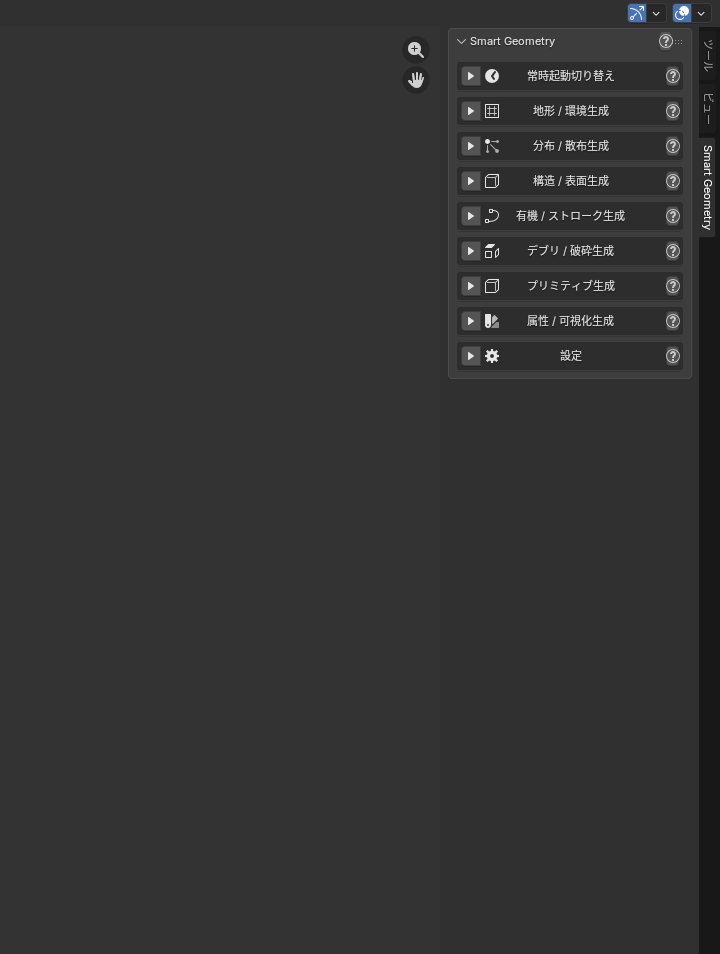 Smart Geometry
常時起動切り替え
地形 / 環境生成
分布 / 散布生成
構造 / 表面生成
有機 / ストローク生成
デブリ / 破砕生成
プリミティブ生成
属性 / 可視化生成
設定
ツール
ビュー
Smart Geometry